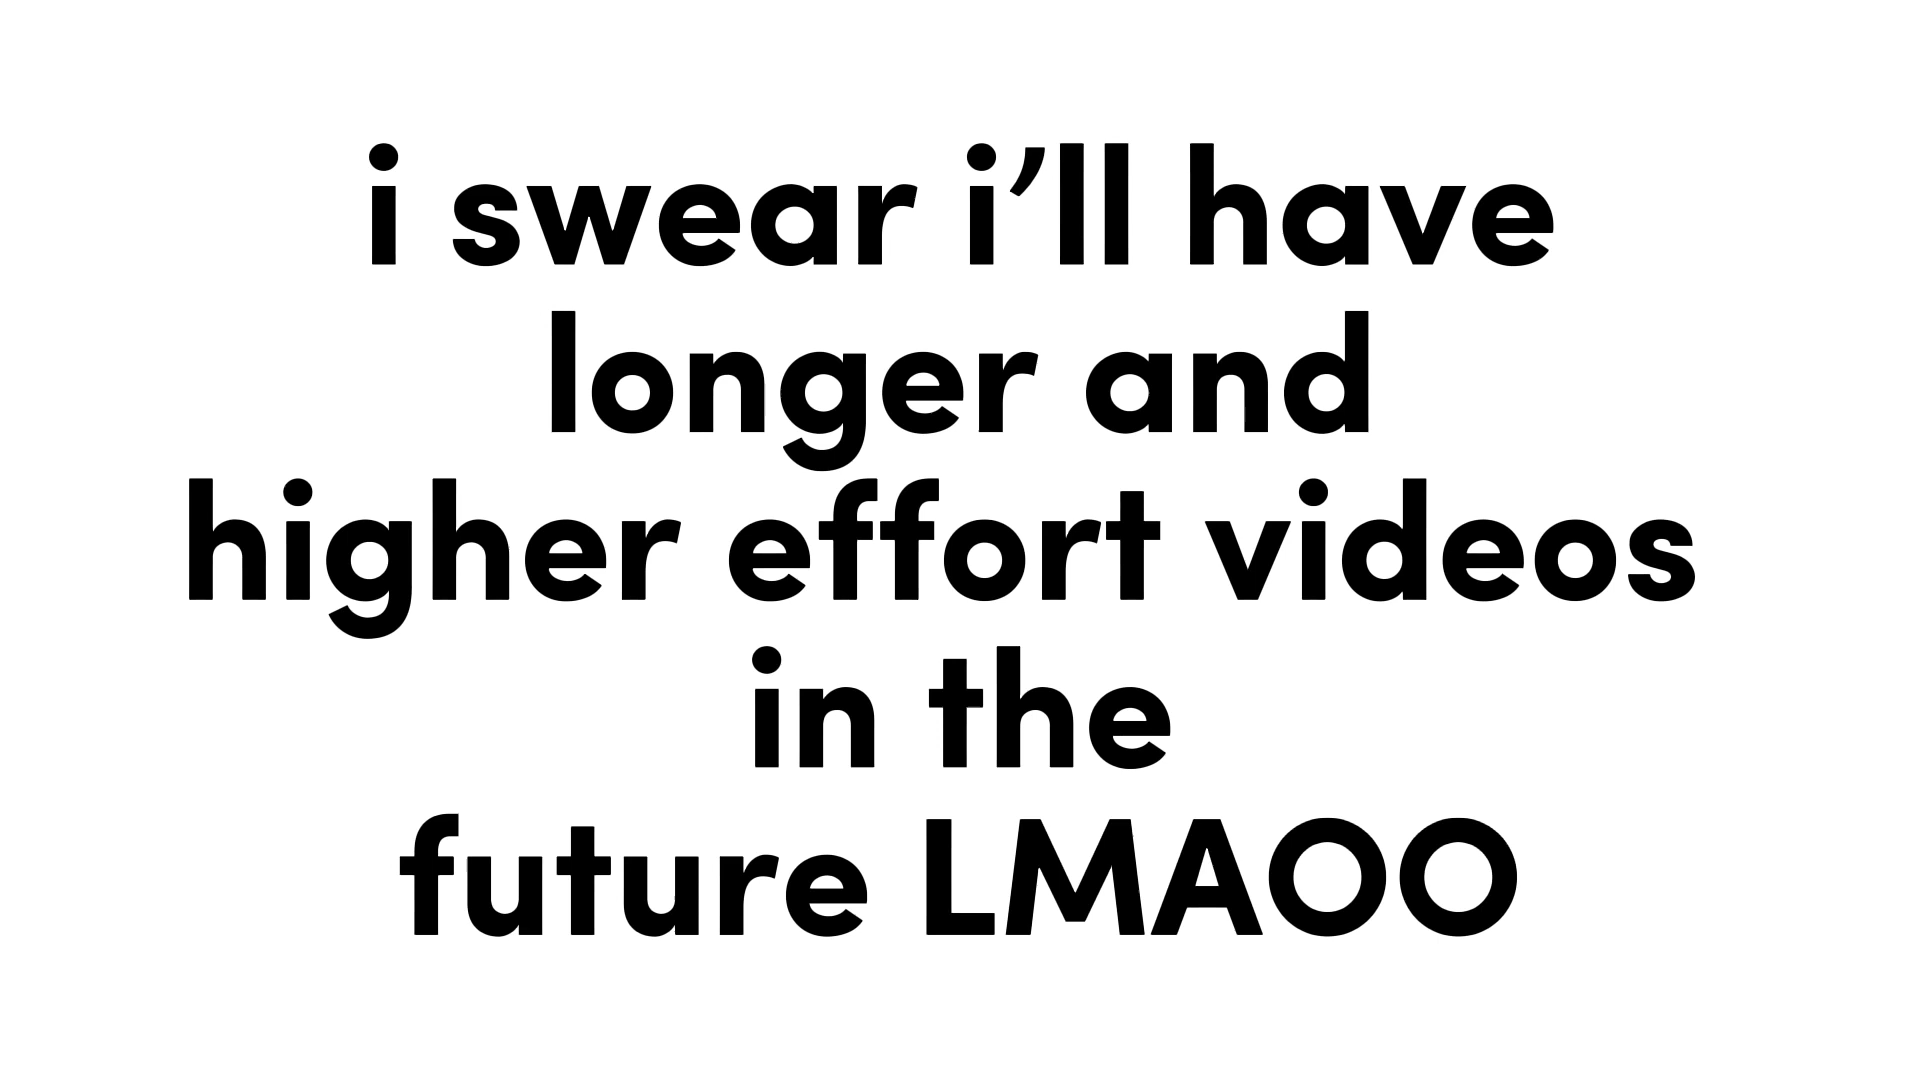 i swear i’ll have
longer and
higher effort videos
in the
future LMAOO